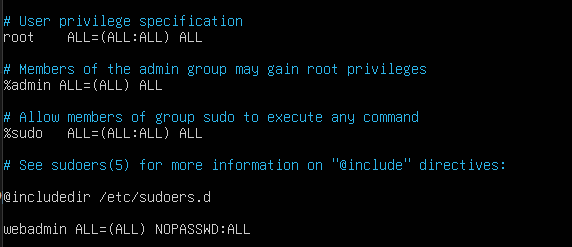 # User privilege specification
root    ALL=(ALL:ALL) ALL
# Members of the admin group may gain root privileges
%admin ALL=(ALL) ALL
# Allow members of group sudo to execute any command
%sudo   ALL=(ALL:ALL) ALL
# See sudoers(5) for more information on "@include" directives:
@includedir /etc/sudoers.d
webadmin ALL=(ALL) NOPASSWD:ALL